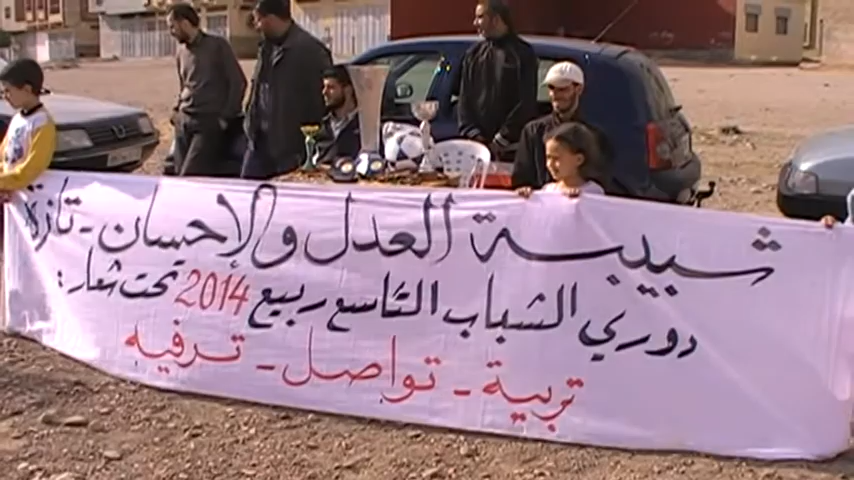 شبيبة العدل والإحسان - تازة
دوري الشباب التاسع ربيع 2014 تحت شعار:
تربية - تواصل - ترفيه